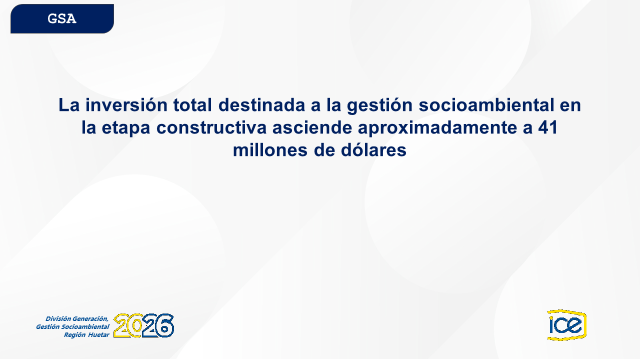 GSA
La inversión total destinada a la gestión socioambiental en
la etapa constructiva asciende aproximadamente a 41
millones de dólares
División Generación.
Gestión Socioambiental
Región Huetar
2026
ice